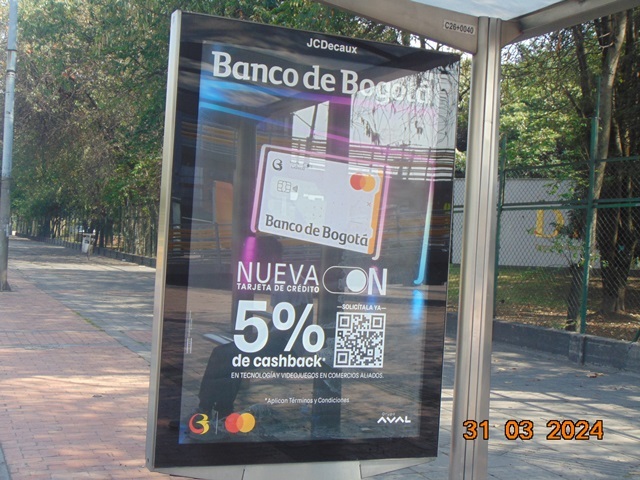 C26+0040
JCDecaux
Banco de Bogotá
Banco de Bogotá
NUEVA ON
TARJETA DE CRÉDITO
5%
de cashback*
SOLICÍTALA YA
EN TECNOLOGÍA Y VIDEOJUEGOS EN COMERCIOS ALIADOS.
*Aplican Términos y Condiciones
AVAL
31 03 2024